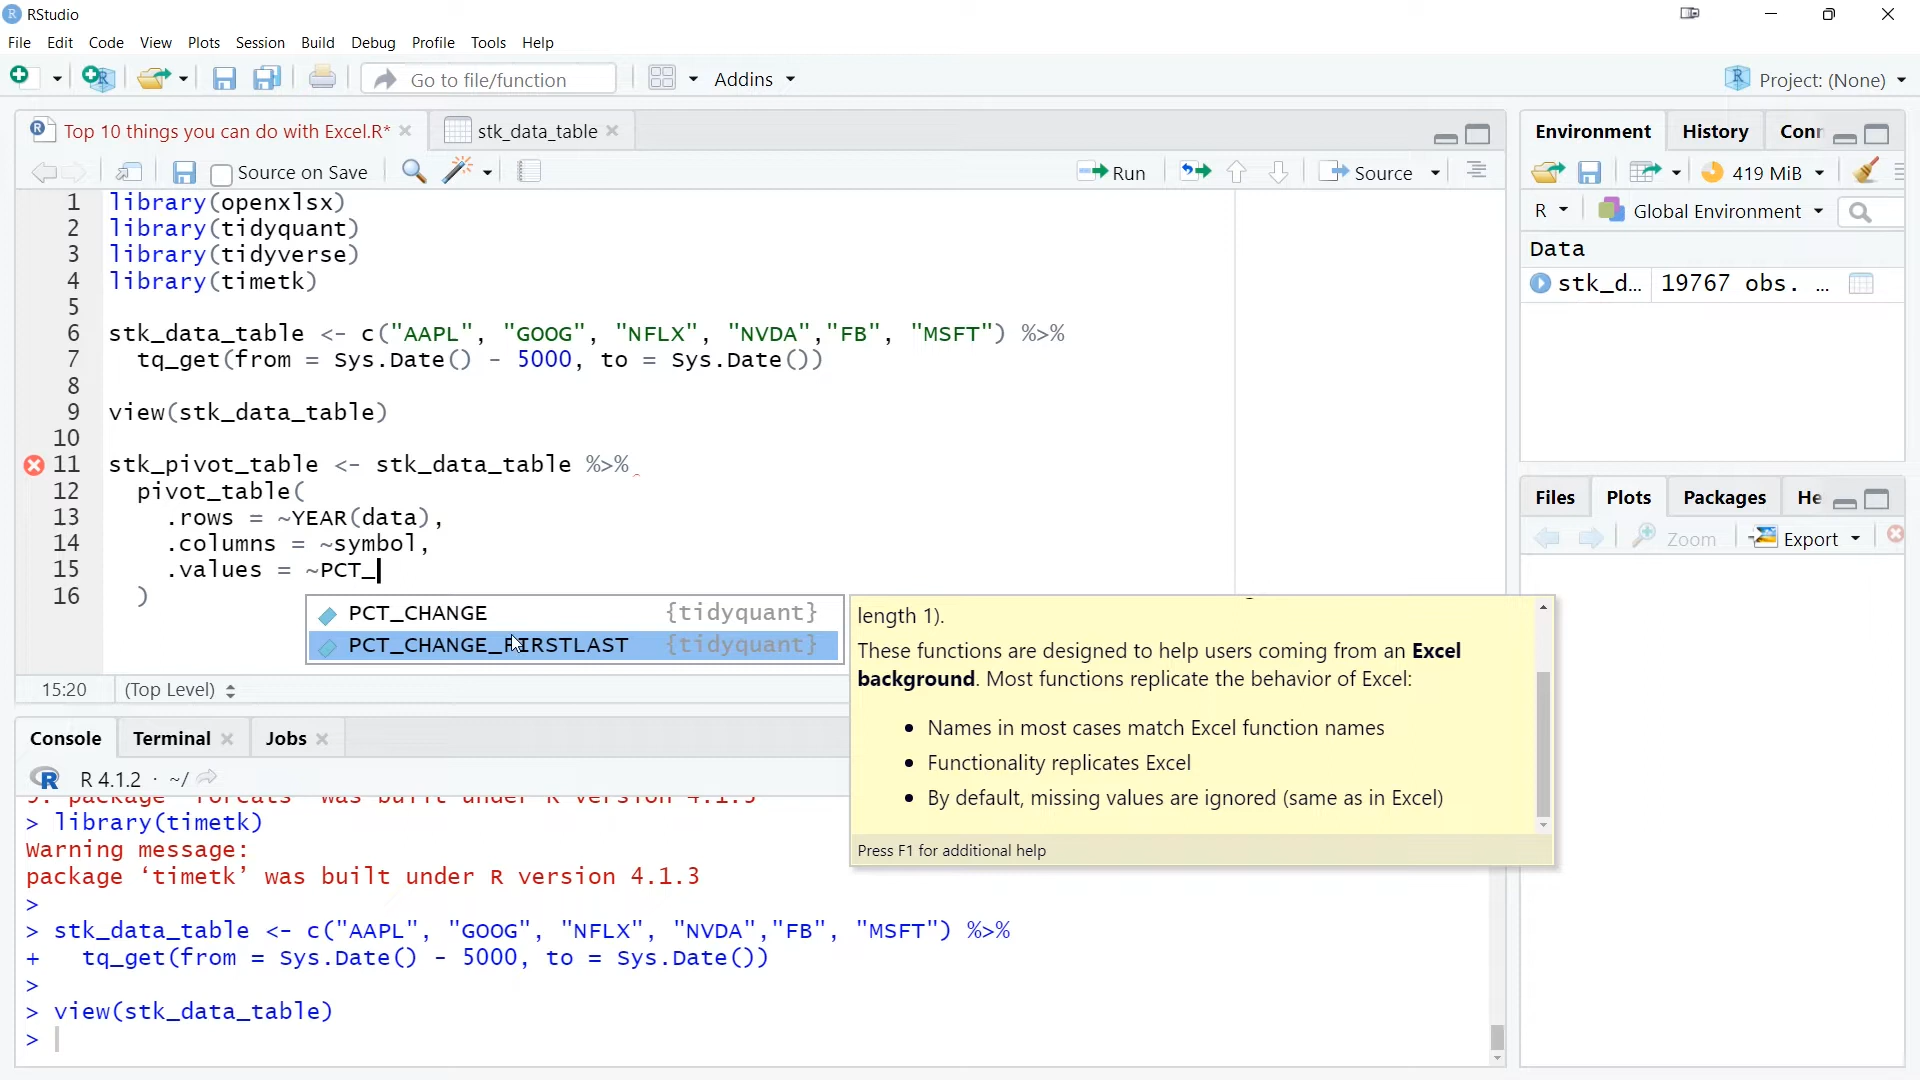 RStudio
File Edit Code View Plots Session Build Debug Profile Tools Help
Go to file/function Addins Project: (None)
Top 10 things you can do with Excel.R* stk_data_table
Source on Save Run Source
1 library(openxlsx)
2 library(tidyquant)
3 library(tidyverse)
4 library(timetk)
5
6 stk_data_table <- c("AAPL", "GOOG", "NFLX", "NVDA","FB", "MSFT") %>%
7 tq_get(from = Sys.Date() - 5000, to = Sys.Date())
8
9 view(stk_data_table)
10
11 stk_pivot_table <- stk_data_table %>%
12 pivot_table(
13 .rows = ~YEAR(data),
14 .columns = ~symbol,
15 .values = ~PCT_
16 )
PCT_CHANGE {tidyquant}
PCT_CHANGE_FIRSTLAST {tidyquant}
length 1).
These functions are designed to help users coming from an Excel
background. Most functions replicate the behavior of Excel:
• Names in most cases match Excel function names
• Functionality replicates Excel
• By default, missing values are ignored (same as in Excel)
Press F1 for additional help
15:20 (Top Level)
Console Terminal Jobs
R 4.1.2 · ~/
> library(timetk)
Warning message:
package ‘timetk’ was built under R version 4.1.3
>
> stk_data_table <- c("AAPL", "GOOG", "NFLX", "NVDA","FB", "MSFT") %>%
+ tq_get(from = Sys.Date() - 5000, to = Sys.Date())
>
> view(stk_data_table)
>
Environment History Conr
419 MiB
R Global Environment
Data
stk_d… 19767 obs. …
Files Plots Packages He
Zoom Export